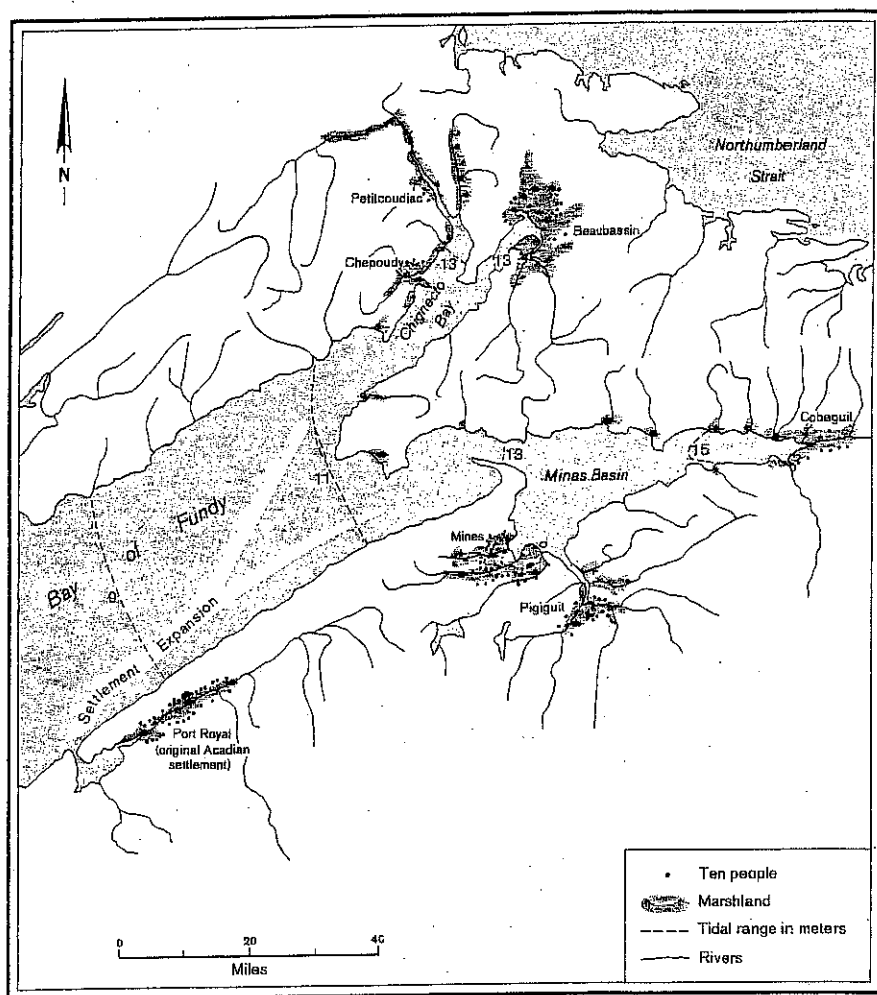 N
Northumberland
Strait
Petitcoudiac
Beaubassin
Chepoudy
13
13
Chignecto
Bay
Cobeguit
11
13
Minas Basin
15
Bay of Fundy
9
Mines
Pigiguit
Settlement Expansion
Port Royal
(original Acadian
settlement)
Ten people
Marshland
Tidal range in meters
Rivers
0 20 40
Miles